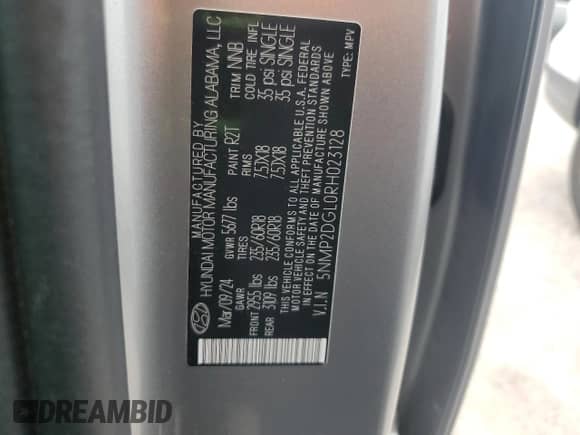 MANUFACTURED BY
HYUNDAI MOTOR MANUFACTURING ALABAMA, LLC
Mar/09/24 GVWR 5677 lbs PAINT R2T TRIM NNB
GAWR TIRES RIMS COLD TIRE INFL
FRONT 2955 lbs 235/60R18 7.5JX18 35 psi SINGLE
REAR 3109 lbs 235/60R18 7.5JX18 35 psi SINGLE
THIS VEHICLE CONFORMS TO ALL APPLICABLE U.S.A. FEDERAL
MOTOR VEHICLE SAFETY AND THEFT PREVENTION STANDARDS
IN EFFECT ON THE DATE OF MANUFACTURE SHOWN ABOVE
V.I.N 5NMP2DGL0RH023128 TYPE: MPV
DREAMBID